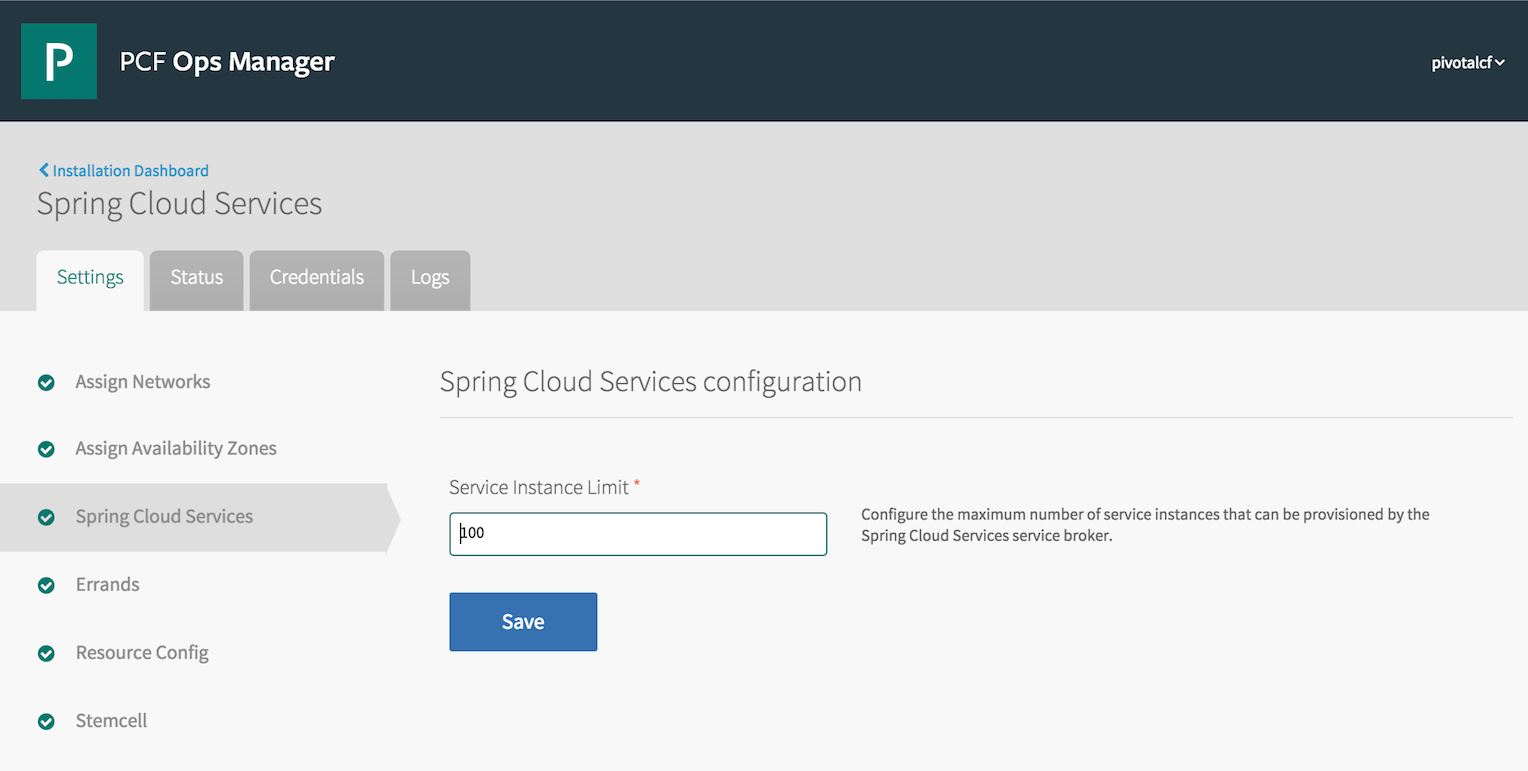 P
PCF Ops Manager
pivotalcf
Installation Dashboard
Spring Cloud Services
Settings
Status
Credentials
Logs
Assign Networks
Assign Availability Zones
Spring Cloud Services
Errands
Resource Config
Stemcell
Spring Cloud Services configuration
Service Instance Limit *
100
Configure the maximum number of service instances that can be provisioned by the
Spring Cloud Services service broker.
Save